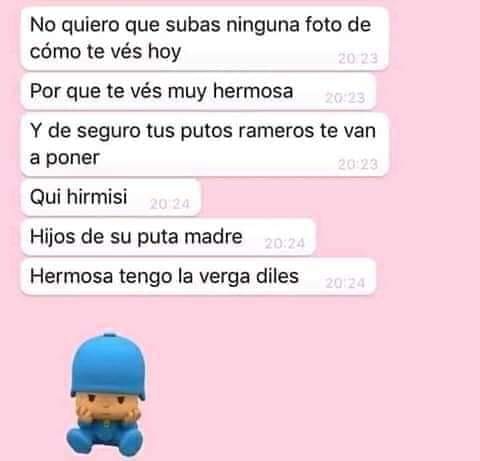 No quiero que subas ninguna foto de
cómo te vés hoy
20:23
Por que te vés muy hermosa
20:23
Y de seguro tus putos rameros te van
a poner
20:23
Qui hirmisi
20:24
Hijos de su puta madre
20:24
Hermosa tengo la verga diles
20:24